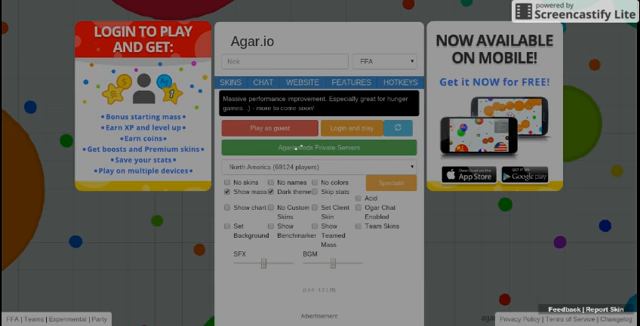 powered by
Screencastify Lite
LOGIN TO PLAY
AND GET:
Bonus starting mass
Earn XP and level up
Earn coins
Get boosts and Premium skins
Save your stats
Play on multiple devices
Agar.io
Nick
FFA
SKINS CHAT WEBSITE FEATURES HOTKEYS
Massive performance improvement. Especially great for hunger
games. :) - more to come soon!
Play as guest
Login and play
Private Servers
North America (69124 players)
No skins No names No colors
Spectate
Show mass Dark theme Skip stats
Acid
Show chart No Custom Skins Set Client Skin Ogar Chat Enabled
Set Background Show Benchmarker Show Teamed Mass Team Skins
SFX BGM
Advertisement
NOW AVAILABLE
ON MOBILE!
Get it NOW for FREE!
App Store
Google play
FFA | Teams | Experimental | Party
Feedback | Report Skin
Privacy Policy | Terms of Service | Changelog